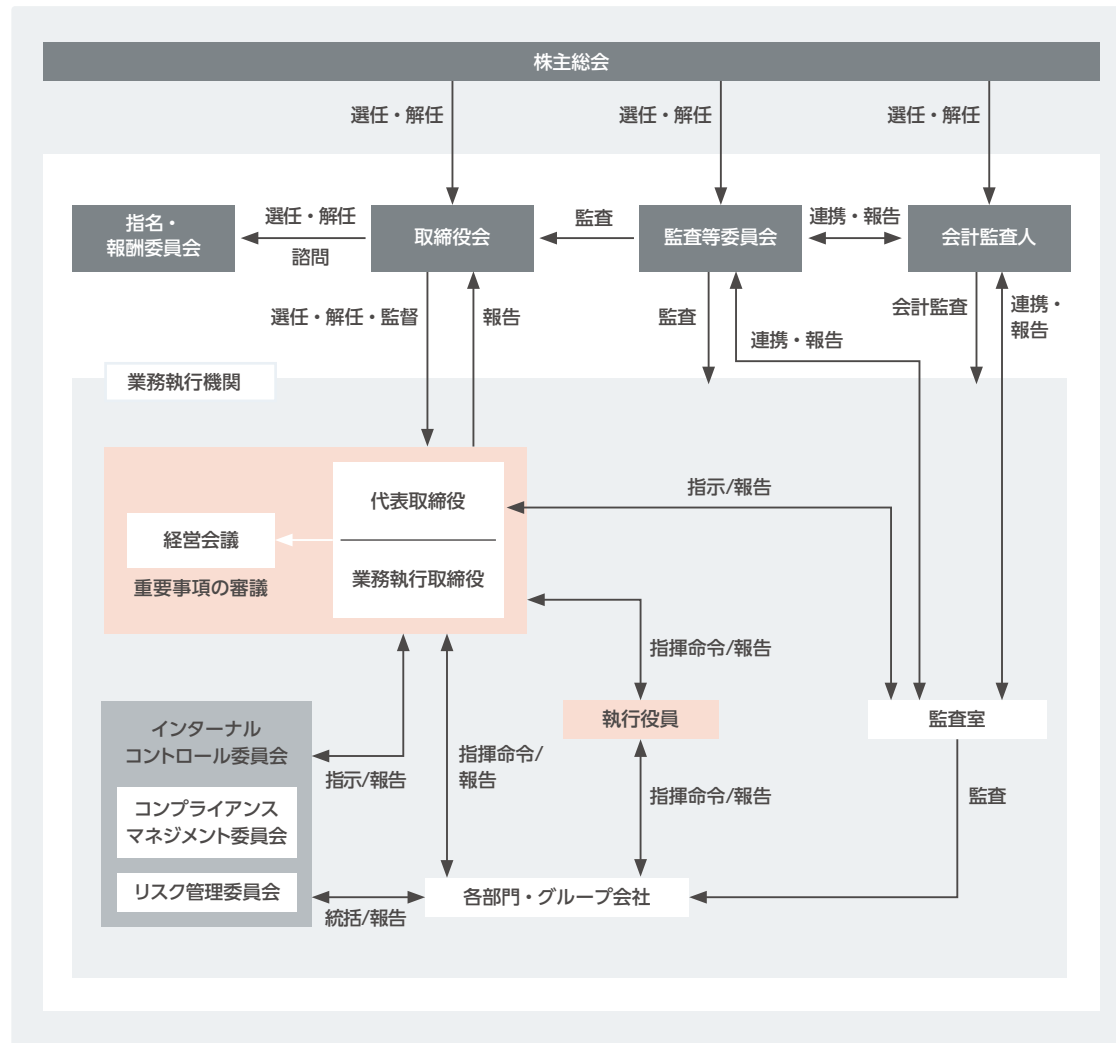 株主総会
選任・解任
選任・解任
選任・解任
指名・
報酬委員会
選任・解任
諮問
取締役会
監査
監査等委員会
連携・報告
会計監査人
選任・解任・監督
報告
監査
連携・報告
会計監査
連携・
報告
業務執行機関
代表取締役
業務執行取締役
経営会議
重要事項の審議
指示/報告
指揮命令/報告
執行役員
監査室
インターナル
コントロール委員会
指示/報告
指揮命令/
報告
指揮命令/報告
監査
コンプライアンス
マネジメント委員会
リスク管理委員会
統括/報告
各部門・グループ会社